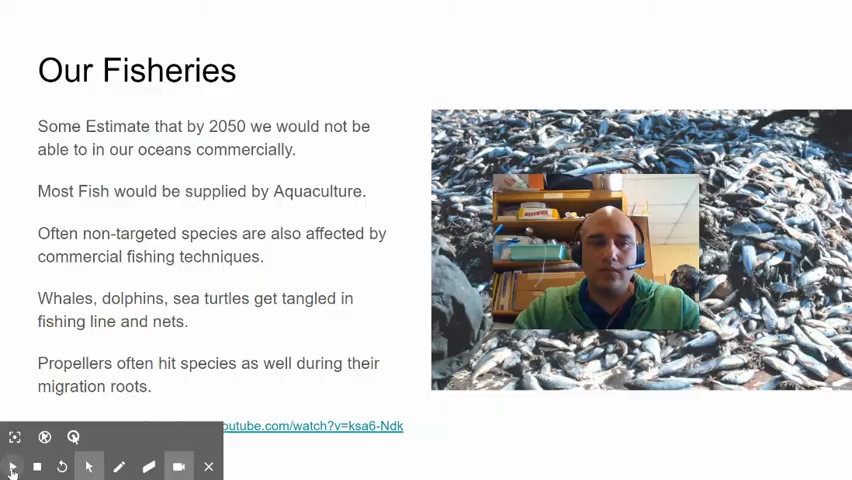 Our Fisheries
Some Estimate that by 2050 we would not be
able to in our oceans commercially.
Most Fish would be supplied by Aquaculture.
Often non-targeted species are also affected by
commercial fishing techniques.
Whales, dolphins, sea turtles get tangled in
fishing line and nets.
Propellers often hit species as well during their
migration roots.
outube.com/watch?v=ksa6-Ndk